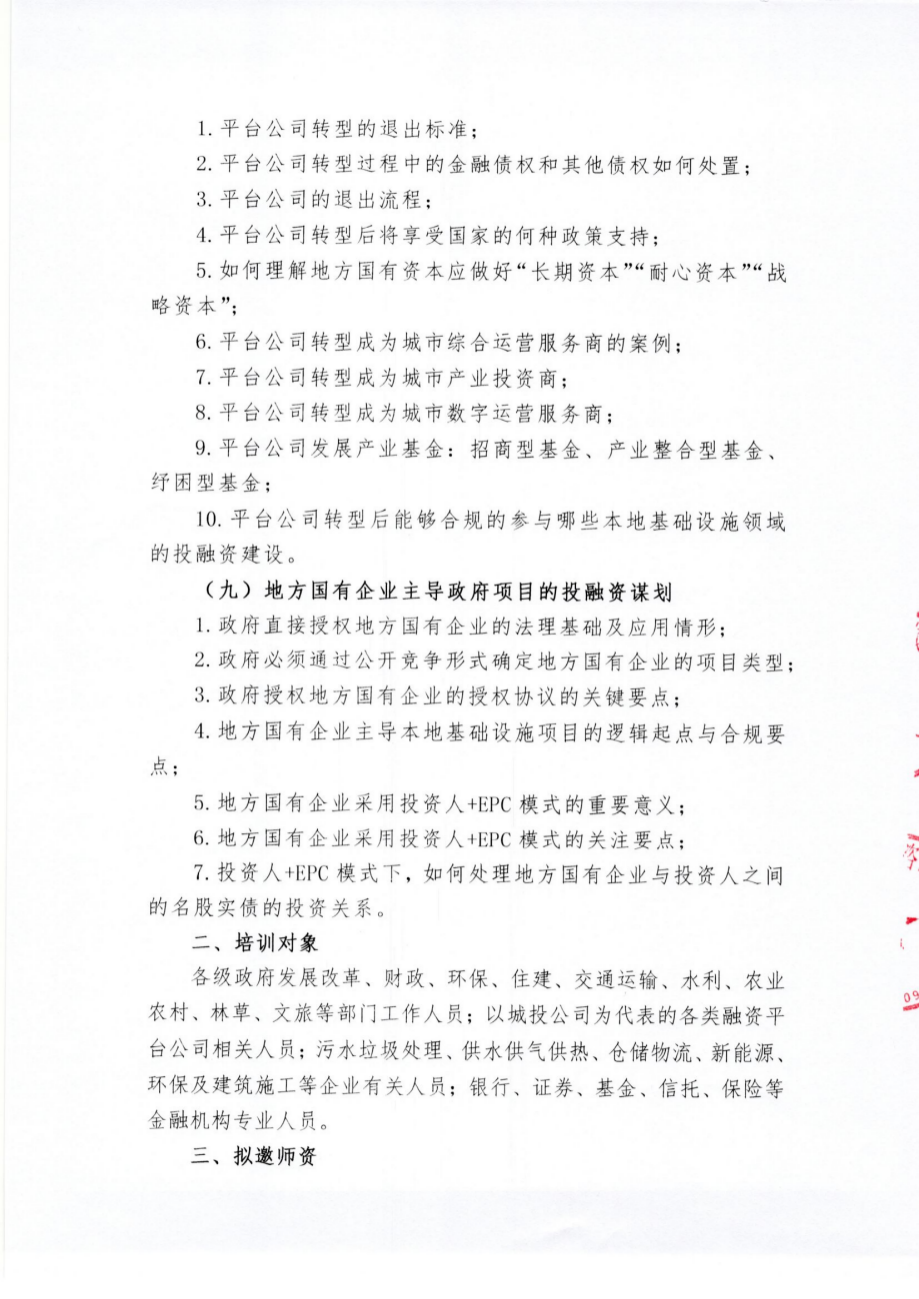 1.平台公司转型的退出标准；
2.平台公司转型过程中的金融债权和其他债权如何处置；
3.平台公司的退出流程；
4.平台公司转型后将享受国家的何种政策支持；
5.如何理解地方国有资本应做好“长期资本”“耐心资本”“战
略资本”；
6.平台公司转型成为城市综合运营服务商的案例；
7.平台公司转型成为城市产业投资商；
8.平台公司转型成为城市数字运营服务商；
9.平台公司发展产业基金：招商型基金、产业整合型基金、
纾困型基金；
10.平台公司转型后能够合规的参与哪些本地基础设施领域
的投融资建设。
（九）地方国有企业主导政府项目的投融资谋划
1.政府直接授权地方国有企业的法理基础及应用情形；
2.政府必须通过公开竞争形式确定地方国有企业的项目类型；
3.政府授权地方国有企业的授权协议的关键要点；
4.地方国有企业主导本地基础设施项目的逻辑起点与合规要
点；
5.地方国有企业采用投资人+EPC模式的重要意义；
6.地方国有企业采用投资人+EPC模式的关注要点；
7.投资人+EPC模式下，如何处理地方国有企业与投资人之间
的名股实债的投资关系。
二、培训对象
各级政府发展改革、财政、环保、住建、交通运输、水利、农业
农村、林草、文旅等部门工作人员；以城投公司为代表的各类融资平
台公司相关人员；污水垃圾处理、供水供气供热、仓储物流、新能源、
环保及建筑施工等企业有关人员；银行、证券、基金、信托、保险等
金融机构专业人员。
三、拟邀师资
09